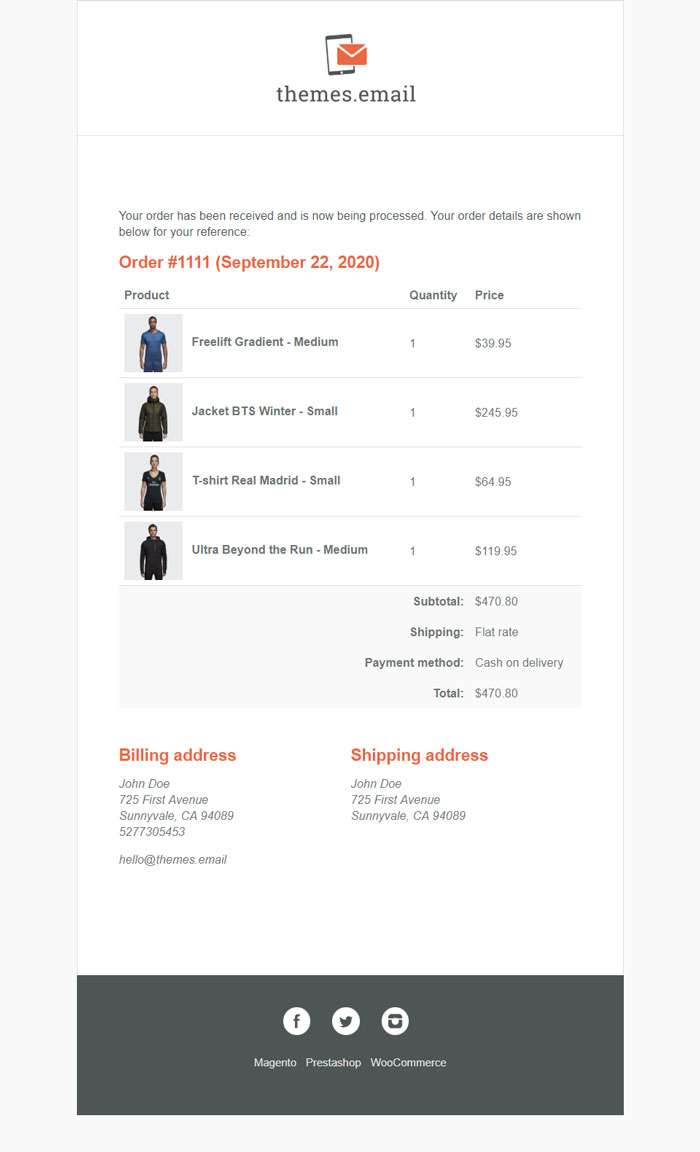 themes.email
Your order has been received and is now being processed. Your order details are shown
below for your reference:
Order #1111 (September 22, 2020)
Product Quantity Price
Freelift Gradient - Medium 1 $39.95
Jacket BTS Winter - Small 1 $245.95
T-shirt Real Madrid - Small 1 $64.95
Ultra Beyond the Run - Medium 1 $119.95
Subtotal: $470.80
Shipping: Flat rate
Payment method: Cash on delivery
Total: $470.80
Billing address
John Doe
725 First Avenue
Sunnyvale, CA 94089
5277305453
hello@themes.email
Shipping address
John Doe
725 First Avenue
Sunnyvale, CA 94089
Magento Prestashop WooCommerce